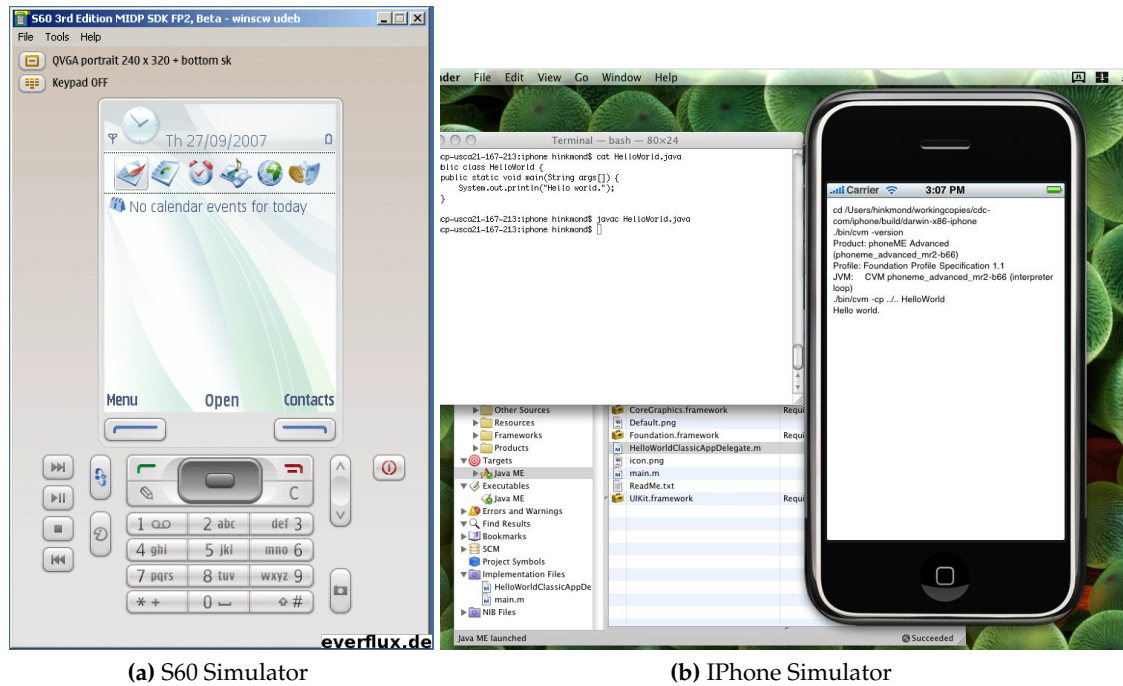 S60 3rd Edition MIDP SDK FP2, Beta - winscw udeb
File Tools Help
QVGA portrait 240 x 320 + bottom sk
Keypad OFF
Th 27/09/2007
No calendar events for today
Menu Open Contacts
C
1 2 abc def 3
4 ghi 5 jkl mno 6
7 pqrs 8 tuv wxyz 9
* + 0 #
everflux.de
(a) S60 Simulator
nder File Edit View Go Window Help
Terminal — bash — 80×24
cp-usca21-167-213:iphone hinkmond$ cat HelloWorld.java
blic class HelloWorld {
public static void main(String args[]) {
System.out.println("Hello world.");
}
cp-usca21-167-213:iphone hinkmond$ javac HelloWorld.java
cp-usca21-167-213:iphone hinkmond$
Other Sources
Resources
Frameworks
Products
Targets
Java ME
Executables
Java ME
Errors and Warnings
Find Results
Bookmarks
SCM
Project Symbols
Implementation Files
HelloWorldClassicAppDe
main.m
NIB Files
CoreGraphics.framework Requi
Default.png
Foundation.framework Requi
HelloWorldClassicAppDelegate.m
icon.png
main.m
ReadMe.txt
UIKit.framework Requi
Java ME launched
Succeeded
Carrier 3:07 PM
cd /Users/hinkmond/workingcopies/cdc-
com/iphone/build/darwin-x86-iphone
./bin/cvm -version
Product: phoneME Advanced
(phoneme_advanced_mr2-b66)
Profile: Foundation Profile Specification 1.1
JVM: CVM phoneme_advanced_mr2-b66 (interpreter
loop)
./bin/cvm -cp ../.. HelloWorld
Hello world.
(b) IPhone Simulator